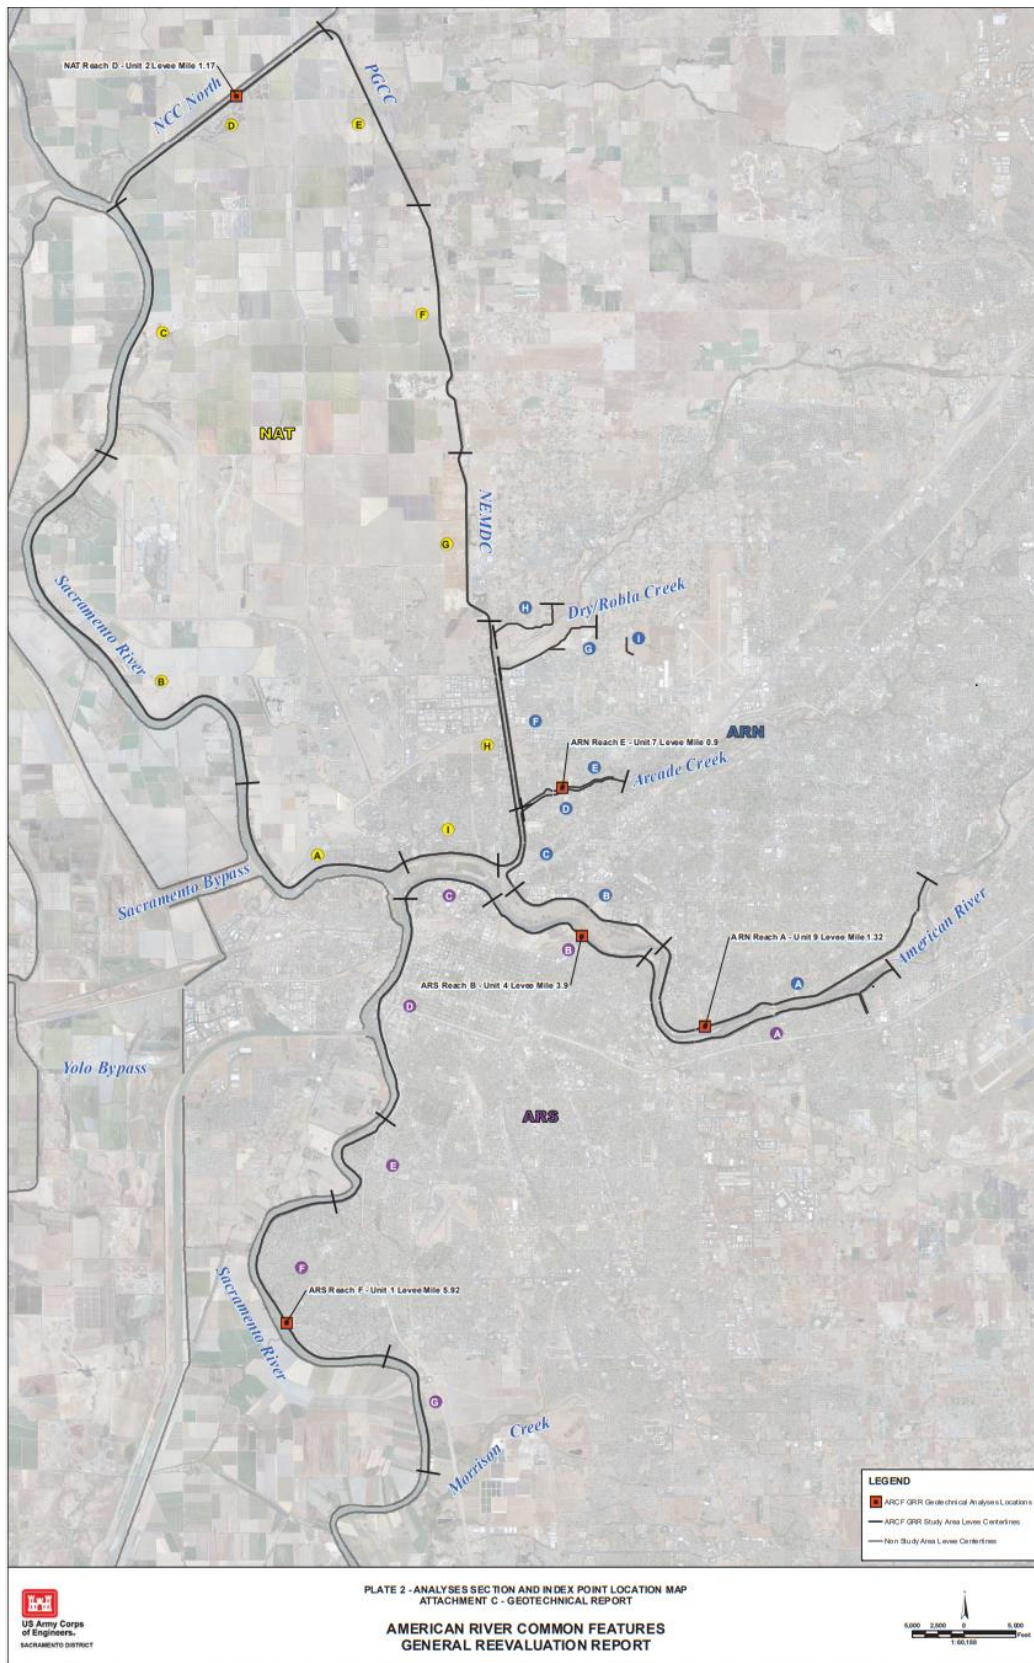 NAT Reach D - Unit 2 Levee Mile 1.17
NCC North
PGCC
D
E
C
F
NAT
NEMDC
G
Sacramento River
B
H
Dry/Robla Creek
I
G
F
ARN
H
ARN Reach E - Unit 7 Levee Mile 0.9
E
Arcade Creek
D
I
A
C
Sacramento Bypass
C
B
American River
ARN Reach A - Unit 9 Levee Mile 1.32
B
ARS Reach B - Unit 4 Levee Mile 3.9
A
D
A
Yolo Bypass
ARS
E
F
Sacramento River
ARS Reach F - Unit 1 Levee Mile 5.92
G
Morrison Creek
LEGEND
ARCF GRR Geotechnical Analyses Locations
ARCF GRR Study Area Levee Centerlines
Non Study Area Levee Centerlines
US Army Corps
of Engineers.
SACRAMENTO DISTRICT
PLATE 2 - ANALYSES SECTION AND INDEX POINT LOCATION MAP
ATTACHMENT C - GEOTECHNICAL REPORT
AMERICAN RIVER COMMON FEATURES
GENERAL REEVALUATION REPORT
5,000 2,500 0 5,000
Feet
1:60,158